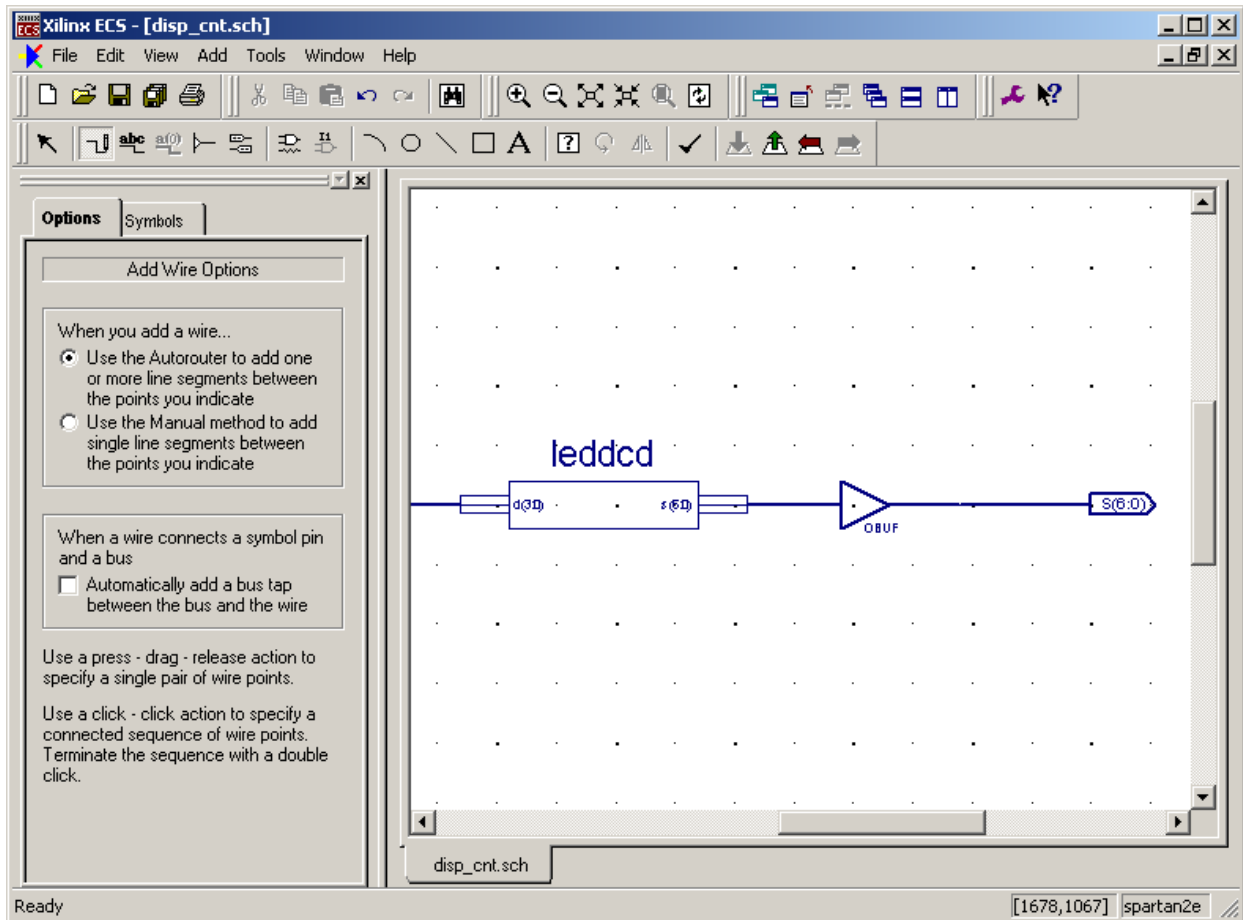 XILINX ECS Xilinx ECS - [disp_cnt.sch]
File Edit View Add Tools Window Help
abc a(0) I1
A ? ?
Options Symbols
Add Wire Options
When you add a wire...
Use the Autorouter to add one
or more line segments between
the points you indicate
Use the Manual method to add
single line segments between
the points you indicate
When a wire connects a symbol pin
and a bus
Automatically add a bus tap
between the bus and the wire
Use a press - drag - release action to
specify a single pair of wire points.
Use a click - click action to specify a
connected sequence of wire points.
Terminate the sequence with a double
click.
leddcd
d(3:0) s(6:0)
OBUF
S(6:0)
disp_cnt.sch
Ready [1678,1067] spartan2e